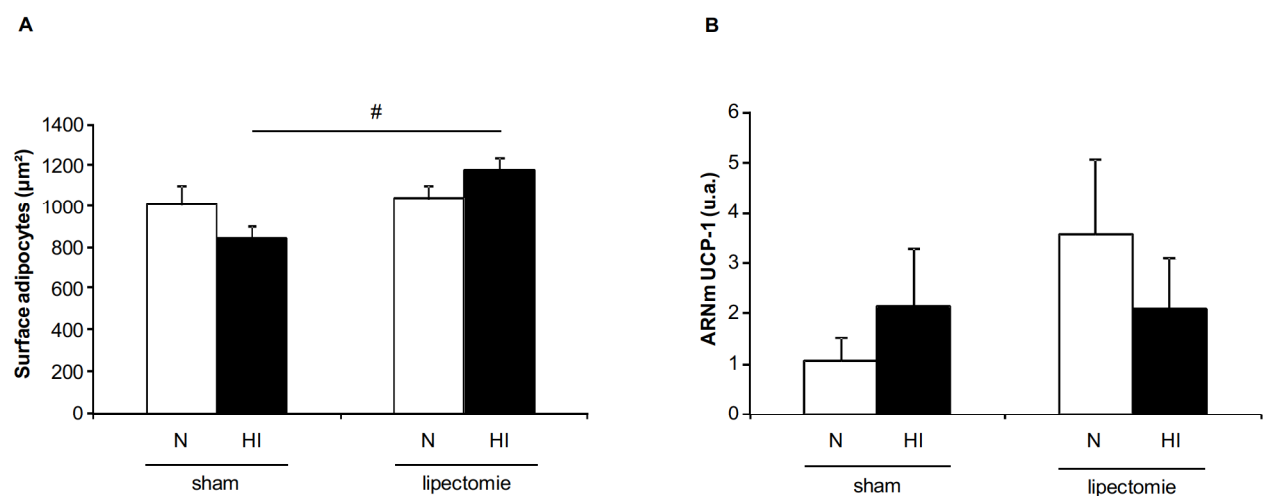 A
#
1400
1200
1000
800
600
400
200
0
Surface adipocytes (µm²)
N HI N HI
sham lipectomie
B
6
5
4
3
2
1
0
ARNm UCP-1 (u.a.)
N HI N HI
sham lipectomie